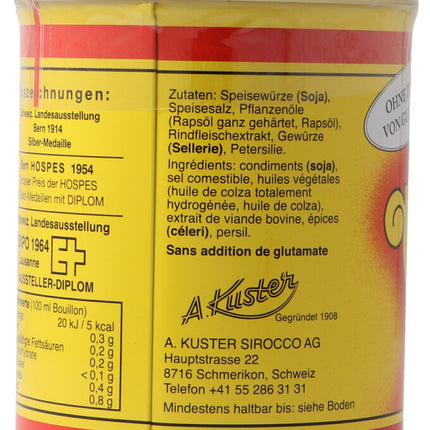 zeichnungen:
Landesausstellung
Bern 1914
Silber-Medaille
Bern HOSPES 1954
Preis der HOSPES
Medaillen mit DIPLOM
Landesausstellung
EXPO 1964
Lausanne
AUSSTELLER-DIPLOM
(100 ml Bouillon)
20 kJ / 5 kcal
0,3 g
Fettsäuren 0,2 g
0,2 g
< 0,1 g
0,4 g
0,8 g
Zutaten: Speisewürze (Soja),
Speisesalz, Pflanzenöle
(Rapsöl ganz gehärtet, Rapsöl),
Rindfleischextrakt, Gewürze
(Sellerie), Petersilie.
Ingrédients: condiments (soja),
sel comestible, huiles végétales
(huile de colza totalement
hydrogénée, huile de colza),
extrait de viande bovine, épices
(céleri), persil.
Sans addition de glutamate
A. Kuster
Gegründet 1908
A. KUSTER SIROCCO AG
Hauptstrasse 22
8716 Schmerikon, Schweiz
Telefon +41 55 286 31 31
Mindestens haltbar bis: siehe Boden
OHNE
VON